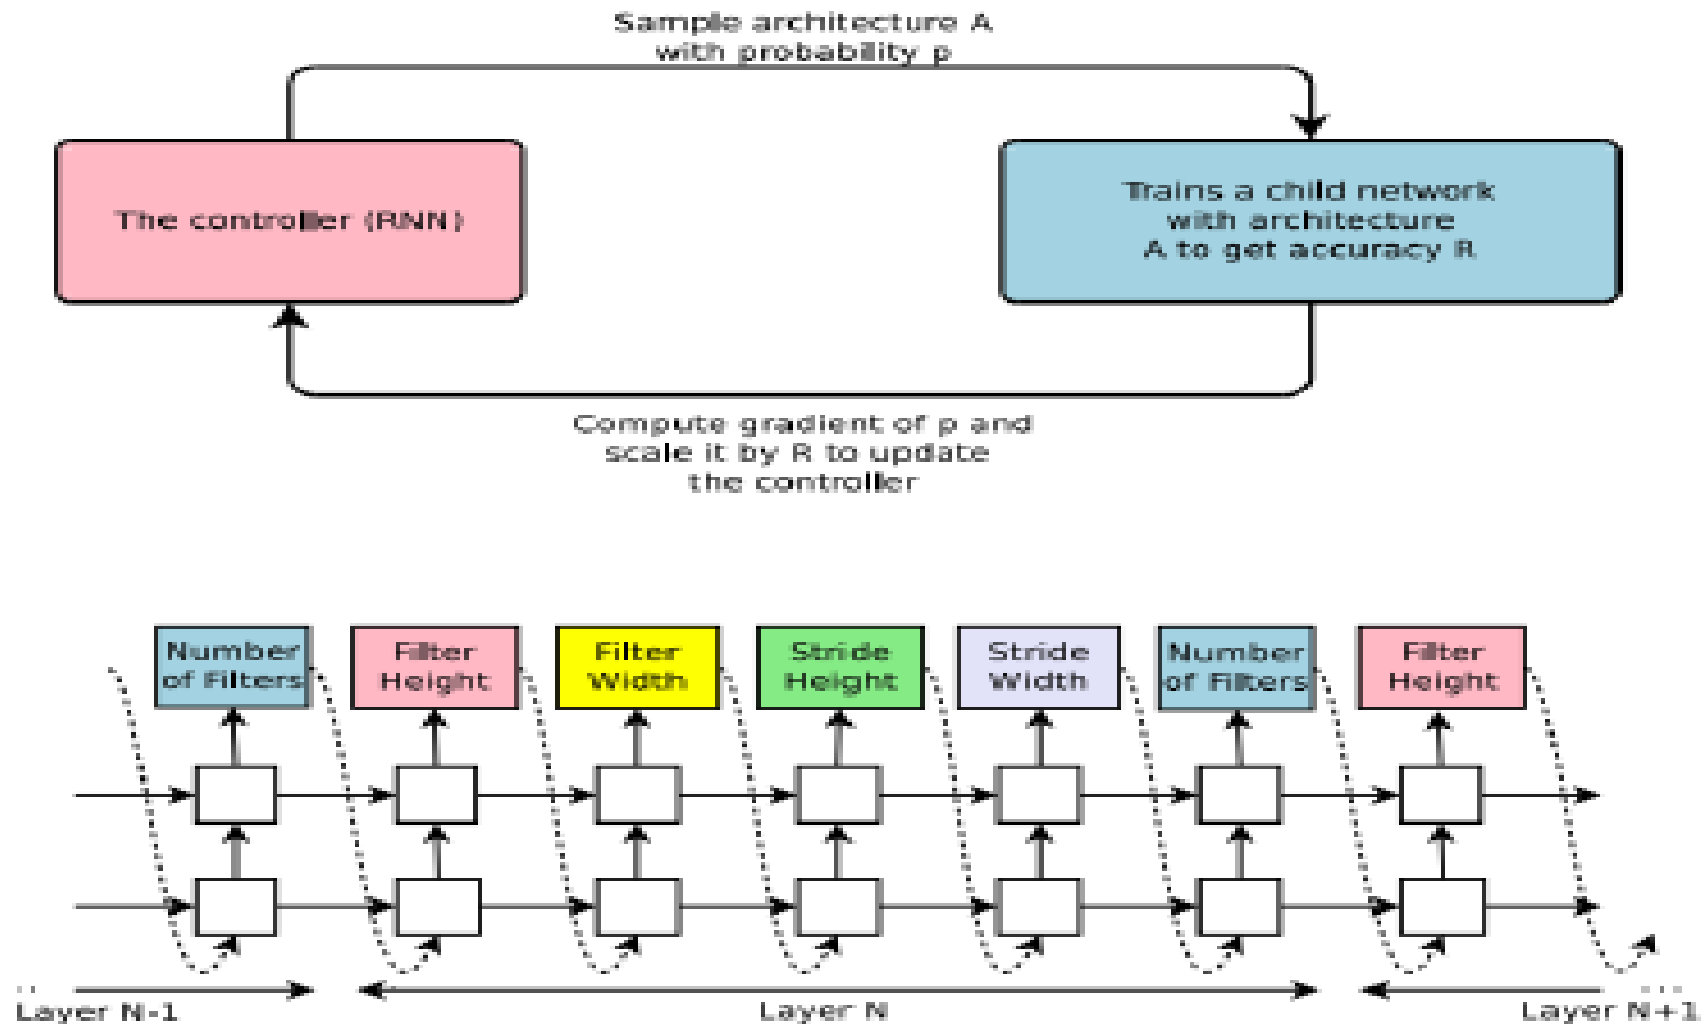 Sample architecture A
with probability p
The controller (RNN)
Trains a child network
with architecture
A to get accuracy R
Compute gradient of p and
scale it by R to update
the controller
Number
of Filters
Filter
Height
Filter
Width
Stride
Height
Stride
Width
Number
of Filters
Filter
Height
...
Layer N-1
Layer N
...
Layer N+1